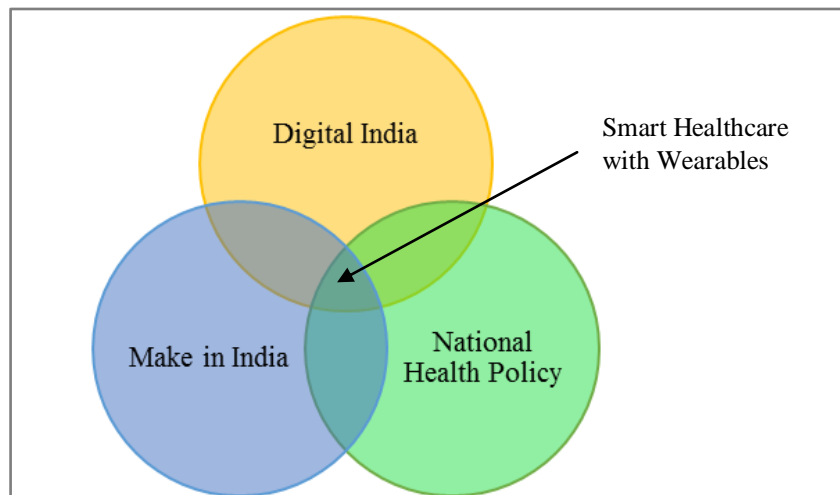 Digital India
Smart Healthcare
with Wearables
Make in India
National
Health Policy